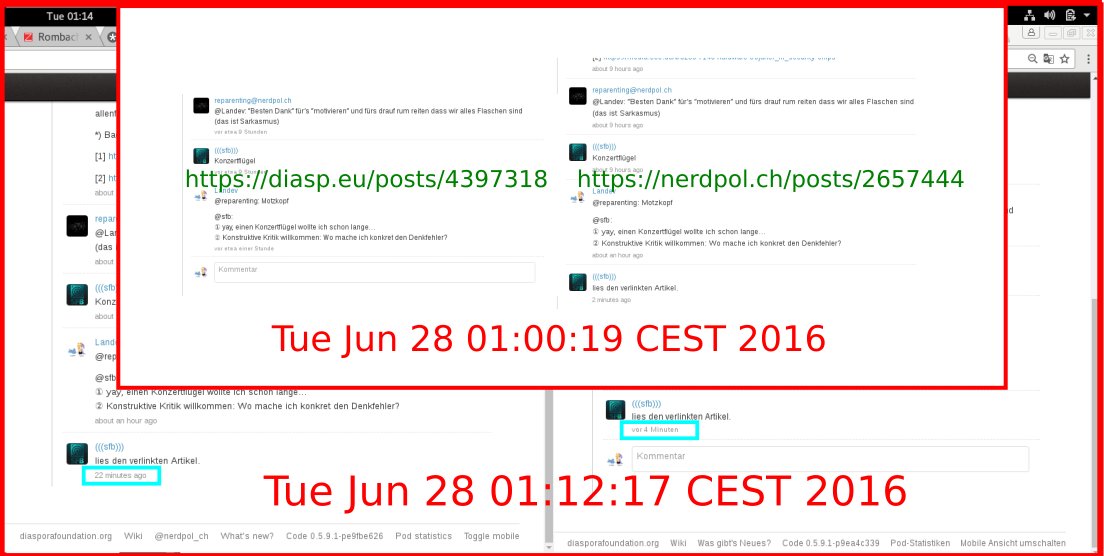 Tue 01:14
Rombach
about 9 hours ago
reparenting@nerdpol.ch
@Landev: "Besten Dank" für's "motivieren" und fürs drauf rum reiten dass wir alles Flaschen sind
(das ist Sarkasmus)
vor etwa 9 Stunden
(((sfb)))
Konzertflügel
https://diasp.eu/posts/4397318
Landev
@reparenting: Motzkopf
@sfb:
① yay, einen Konzertflügel wollte ich schon lange...
② Konstruktive Kritik willkommen: Wo mache ich konkret den Denkfehler?
vor etwa einer Stunde
Kommentar
reparenting@nerdpol.ch
@Landev: "Besten Dank" für's "motivieren" und fürs drauf rum reiten dass wir alles Flaschen sind
(das ist Sarkasmus)
about 9 hours ago
(((sfb)))
Konzertflügel
about 9 hours ago
https://nerdpol.ch/posts/2657444
Landev
@reparenting: Motzkopf
@sfb:
① yay, einen Konzertflügel wollte ich schon lange...
② Konstruktive Kritik willkommen: Wo mache ich konkret den Denkfehler?
about an hour ago
(((sfb)))
lies den verlinkten Artikel.
2 minutes ago
Tue Jun 28 01:00:19 CEST 2016
allent
*) Ba
[1] ht
[2] ht
about
repar
@La
(das i
about
(((sfb
Konz
about
Land
@rep
@sfb
① yay, einen Konzertflügel wollte ich schon lange...
② Konstruktive Kritik willkommen: Wo mache ich konkret den Denkfehler?
about an hour ago
(((sfb)))
lies den verlinkten Artikel.
22 minutes ago
d
(((sfb)))
lies den verlinkten Artikel.
vor 4 Minuten
Kommentar
Tue Jun 28 01:12:17 CEST 2016
diasporafoundation.org Wiki @nerdpol_ch What's new? Code 0.5.9.1-pe9fbe626 Pod statistics Toggle mobile
diasporafoundation.org Wiki Was gibt's Neues? Code 0.5.9.1-p9ea4c339 Pod-Statistiken Mobile Ansicht umschalten